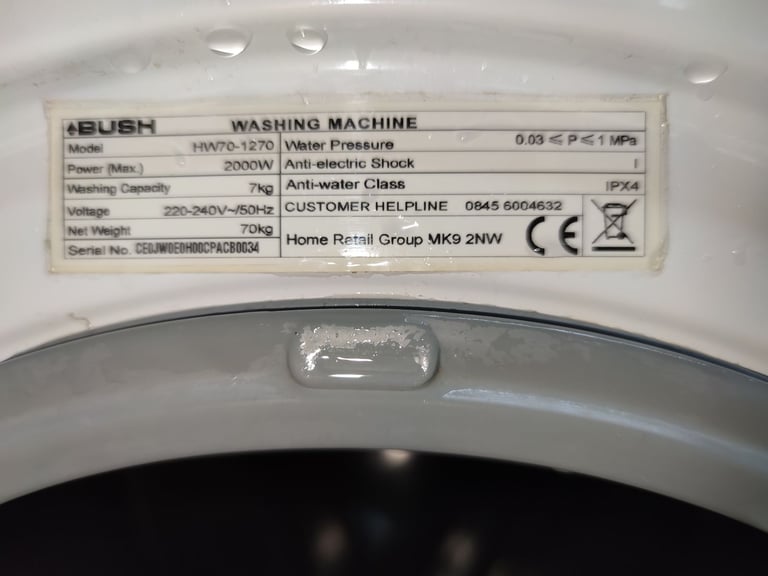 BUSH WASHING MACHINE
Model HW70-1270
Power (Max.) 2000W
Washing Capacity 7kg
Voltage 220-240V~/50Hz
Net Weight 70kg
Serial No. CE0JW0E0H00CPACB0034
Water Pressure 0.03 ≤ P ≤ 1 MPa
Anti-electric Shock I
Anti-water Class IPX4
CUSTOMER HELPLINE 0845 6004632
Home Retail Group MK9 2NW CE